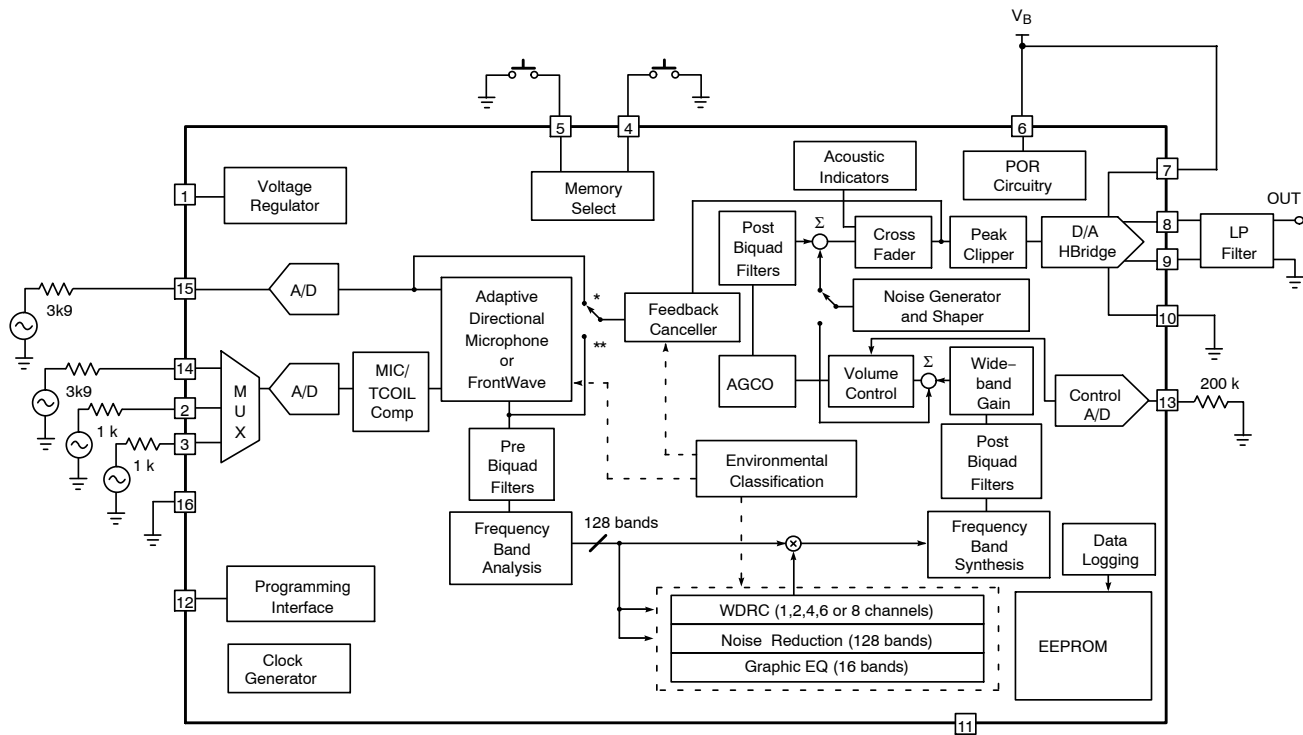 VB
5
4
6
Acoustic
Indicators
POR
Circuitry
7
1
Voltage
Regulator
Memory
Select
OUT
Post
Biquad
Filters
Σ
Cross
Fader
Peak
Clipper
D/A
HBridge
8
9
LP
Filter
15
3k9
A/D
Adaptive
Directional
Microphone
or
FrontWave
*
**
Feedback
Canceller
Noise Generator
and Shaper
10
14
3k9
2
1 k
3
1 k
M
U
X
A/D
MIC/
TCOIL
Comp
AGCO
Volume
Control
Σ
Wide–
band
Gain
Control
A/D
13
200 k
Pre
Biquad
Filters
Environmental
Classification
Post
Biquad
Filters
16
Frequency
Band
Analysis
128 bands
×
Frequency
Band
Synthesis
Data
Logging
12
Programming
Interface
WDRC (1,2,4,6 or 8 channels)
Noise Reduction (128 bands)
Graphic EQ (16 bands)
EEPROM
Clock
Generator
11